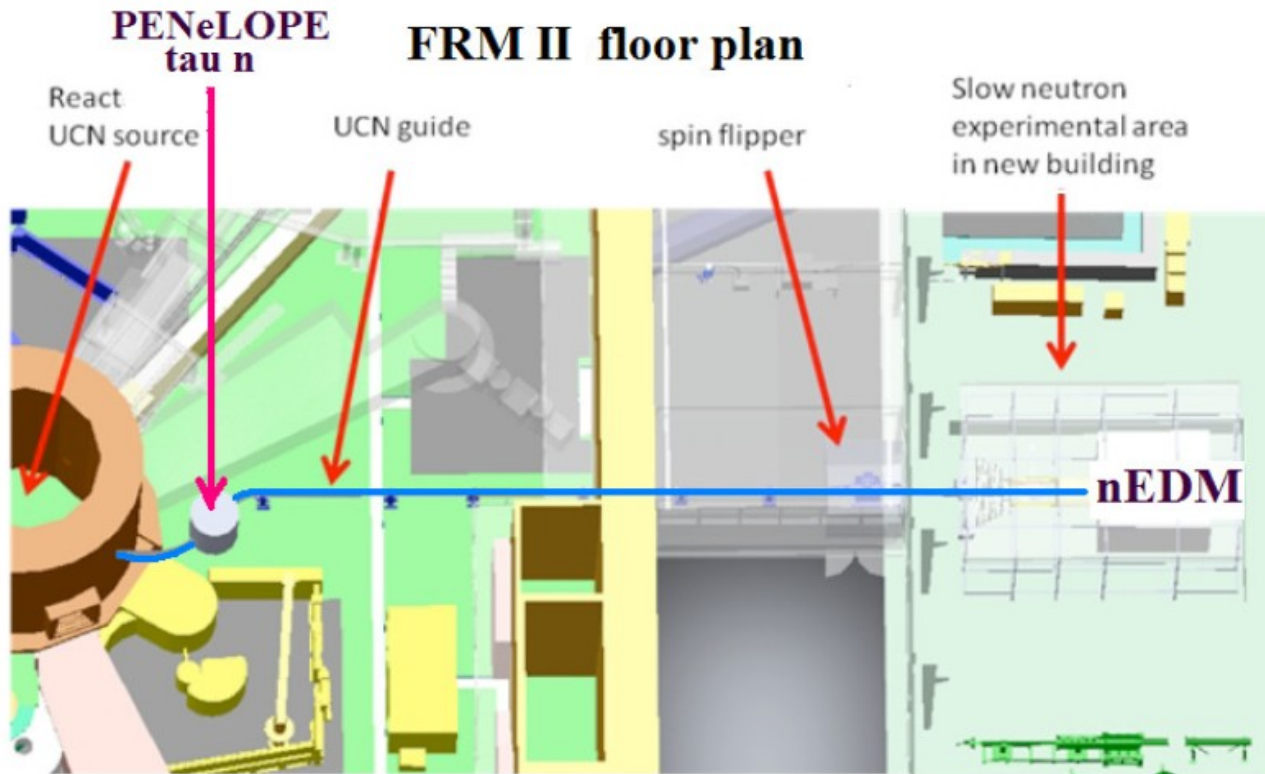 PENeLOPE
tau n
FRM II floor plan
React
UCN source
UCN guide
spin flipper
Slow neutron
experimental area
in new building
nEDM